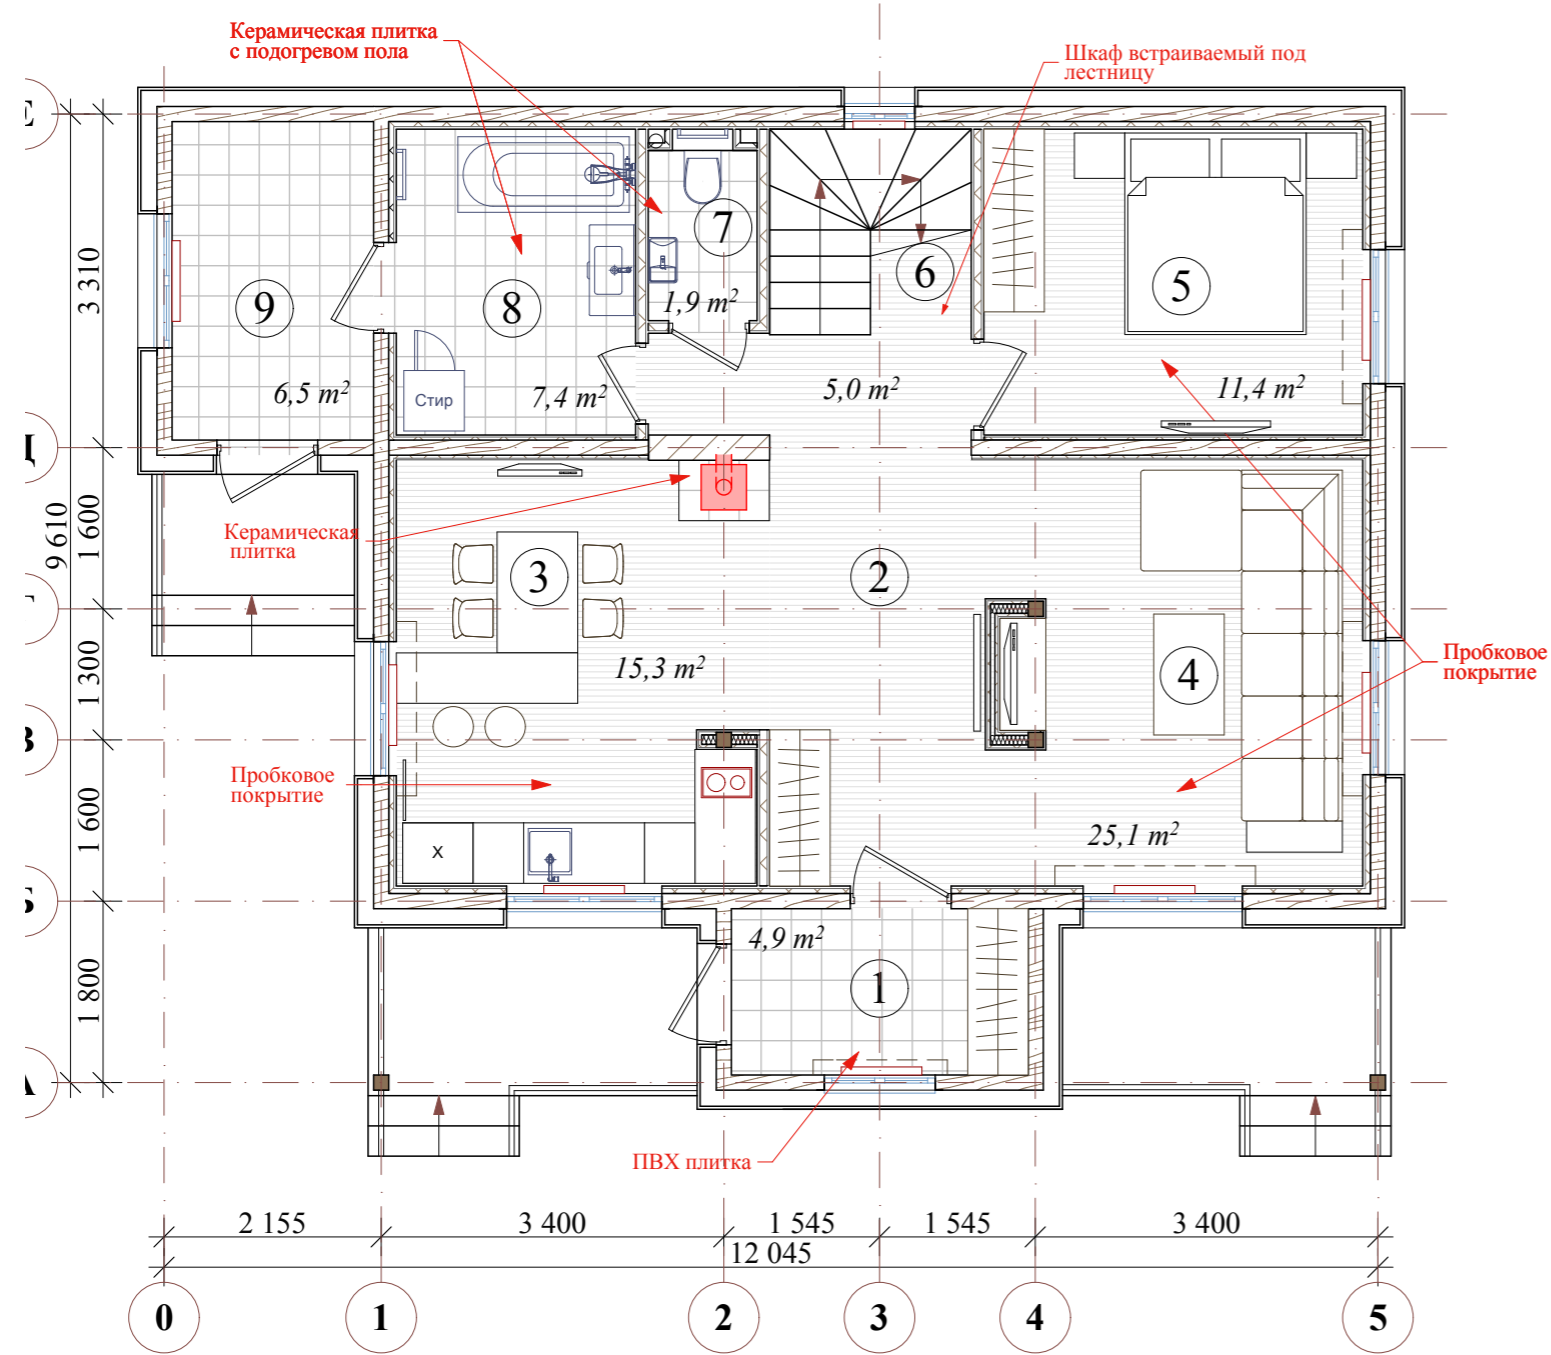 Керамическая плитка
с подогревом пола
Шкаф встраиваемый под
лестницу
Е
7
6
5
3 310
9
8
1,9 m²
6,5 m²
Стир
7,4 m²
5,0 m²
11,4 m²
Д
Керамическая
плитка
9 610
1 600
3
2
Г
15,3 m²
1 300
4
Пробковое
покрытие
В
Пробковое
покрытие
1 600
X
25,1 m²
Б
4,9 m²
1
1 800
А
ПВХ плитка
2 155
3 400
1 545
1 545
3 400
12 045
0
1
2
3
4
5